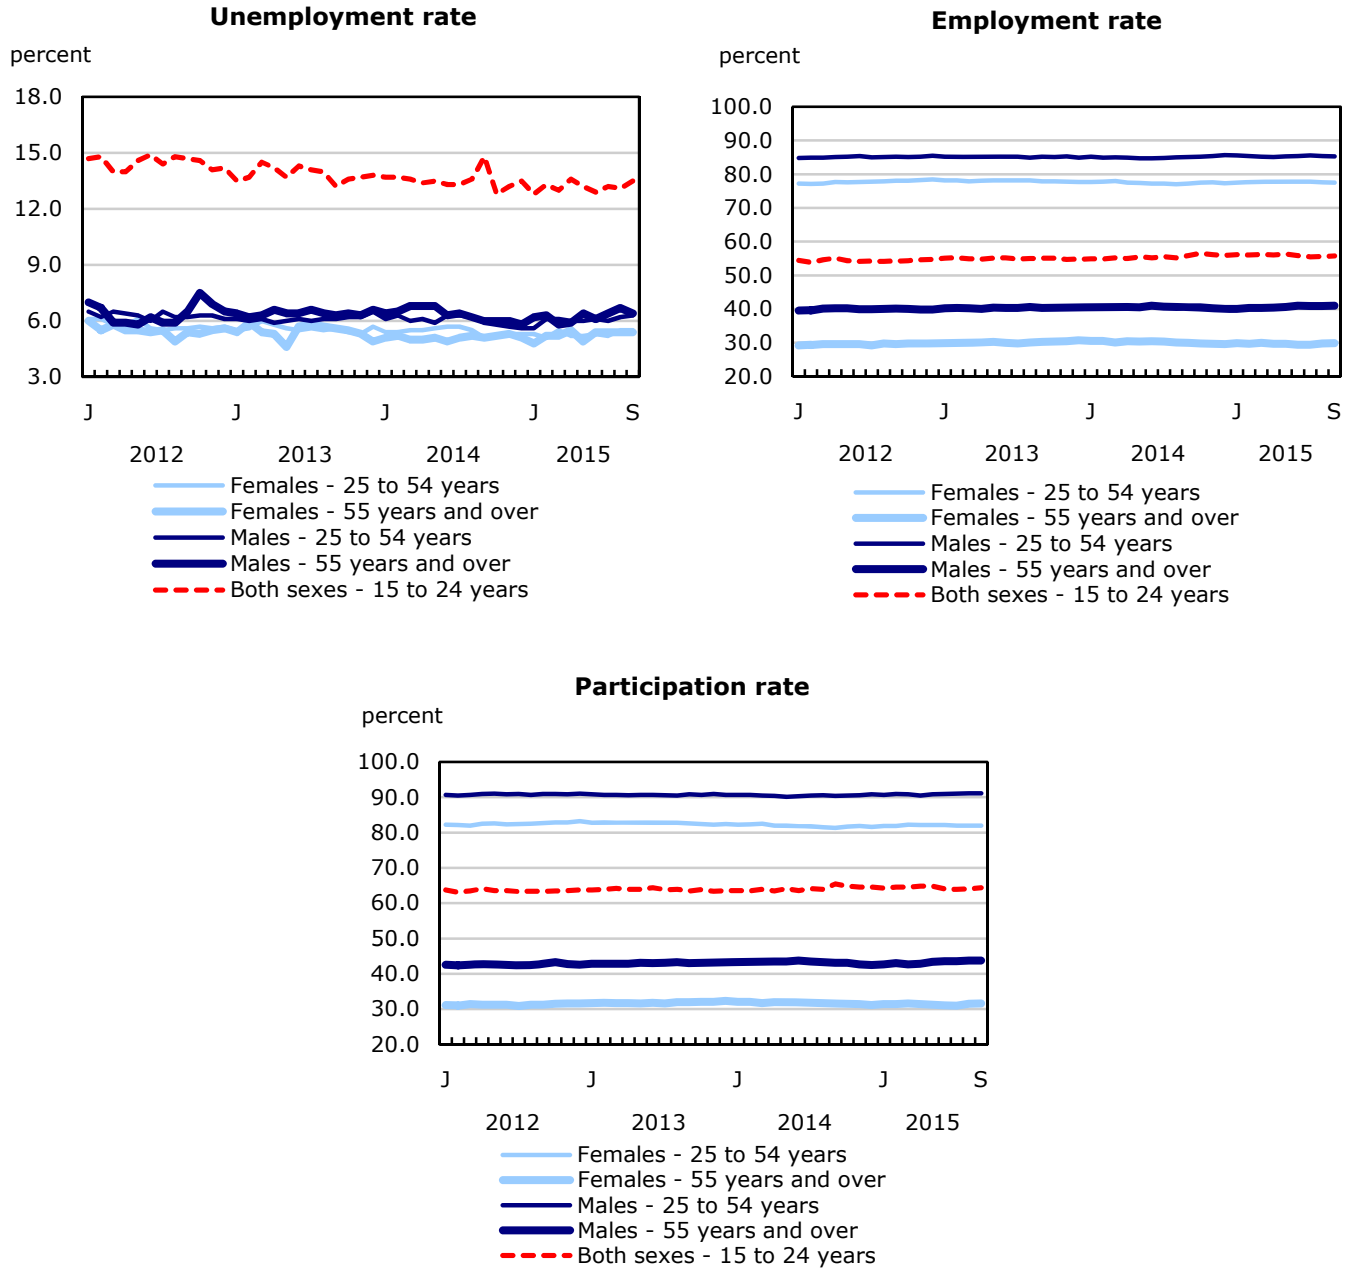 Unemployment rate
percent
18.0
15.0
12.0
9.0
6.0
3.0
J J J J S
2012 2013 2014 2015
Females - 25 to 54 years
Females - 55 years and over
Males - 25 to 54 years
Males - 55 years and over
Both sexes - 15 to 24 years
Employment rate
percent
100.0
90.0
80.0
70.0
60.0
50.0
40.0
30.0
20.0
J J J J S
2012 2013 2014 2015
Females - 25 to 54 years
Females - 55 years and over
Males - 25 to 54 years
Males - 55 years and over
Both sexes - 15 to 24 years
Participation rate
percent
100.0
90.0
80.0
70.0
60.0
50.0
40.0
30.0
20.0
J J J J S
2012 2013 2014 2015
Females - 25 to 54 years
Females - 55 years and over
Males - 25 to 54 years
Males - 55 years and over
Both sexes - 15 to 24 years